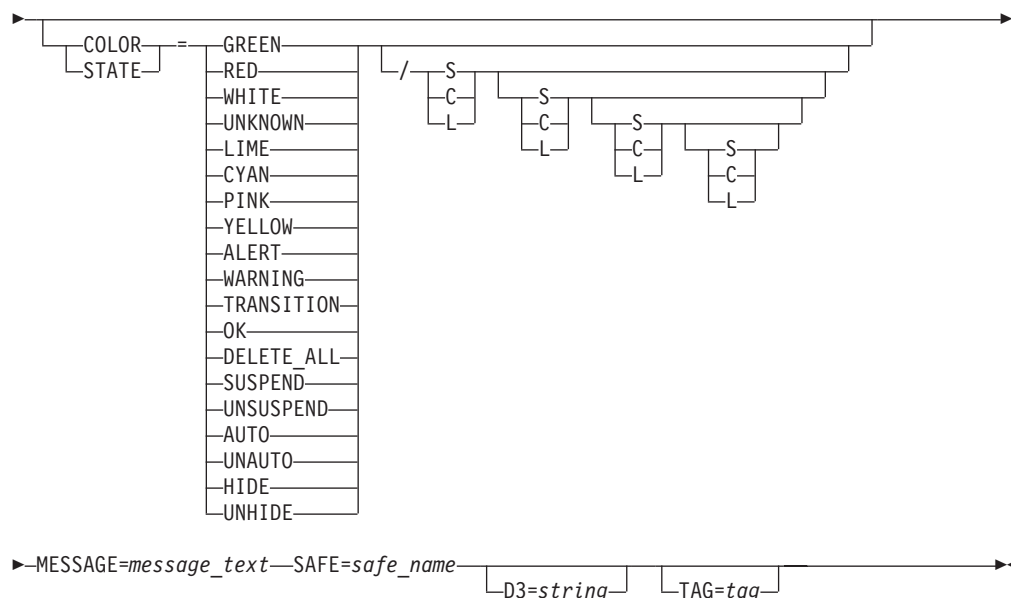 COLOR = GREEN
STATE RED / S
WHITE C S
UNKNOWN L C S
LIME L C S
CYAN L C
PINK L
YELLOW
ALERT
WARNING
TRANSITION
OK
DELETE_ALL
SUSPEND
UNSUSPEND
AUTO
UNAUTO
HIDE
UNHIDE
MESSAGE=message_text SAFE=safe_name
D3=string TAG=tag